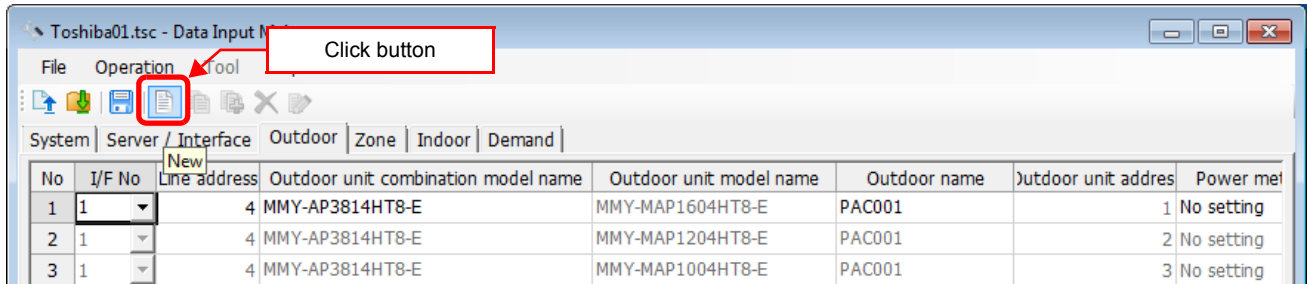 Toshiba01.tsc - Data Input M
Click button
File Operation Tool
System Server / Interface Outdoor Zone Indoor Demand
New
No I/F No Line address Outdoor unit combination model name Outdoor unit model name Outdoor name Outdoor unit addres Power met
1 1 4 MMY-AP3814HT8-E MMY-MAP1604HT8-E PAC001 1 No setting
2 1 4 MMY-AP3814HT8-E MMY-MAP1204HT8-E PAC001 2 No setting
3 1 4 MMY-AP3814HT8-E MMY-MAP1004HT8-E PAC001 3 No setting